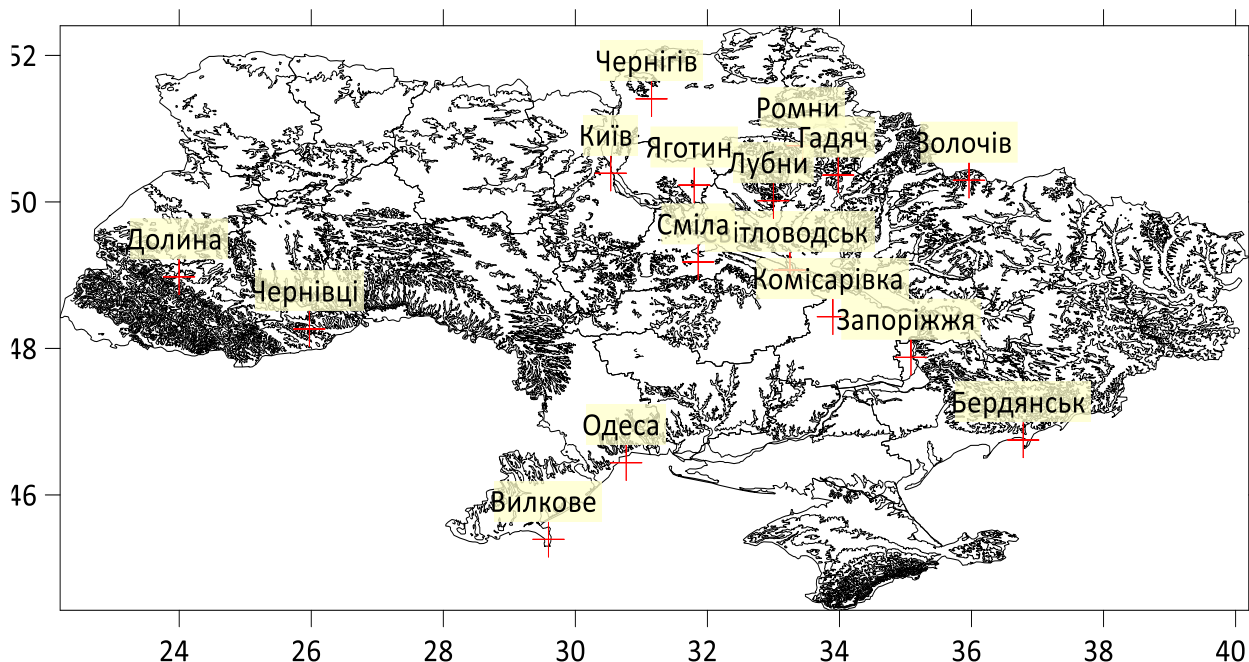 52
50
48
46
Чернігів
Ромни
Київ
Яготин
Гадяч
Золочів
Лубни
Сміла
ітловодськ
Долина
Комісарівка
Чернівці
Запоріжжя
Бердянськ
Одеса
Вилкове
24 26 28 30 32 34 36 38 40